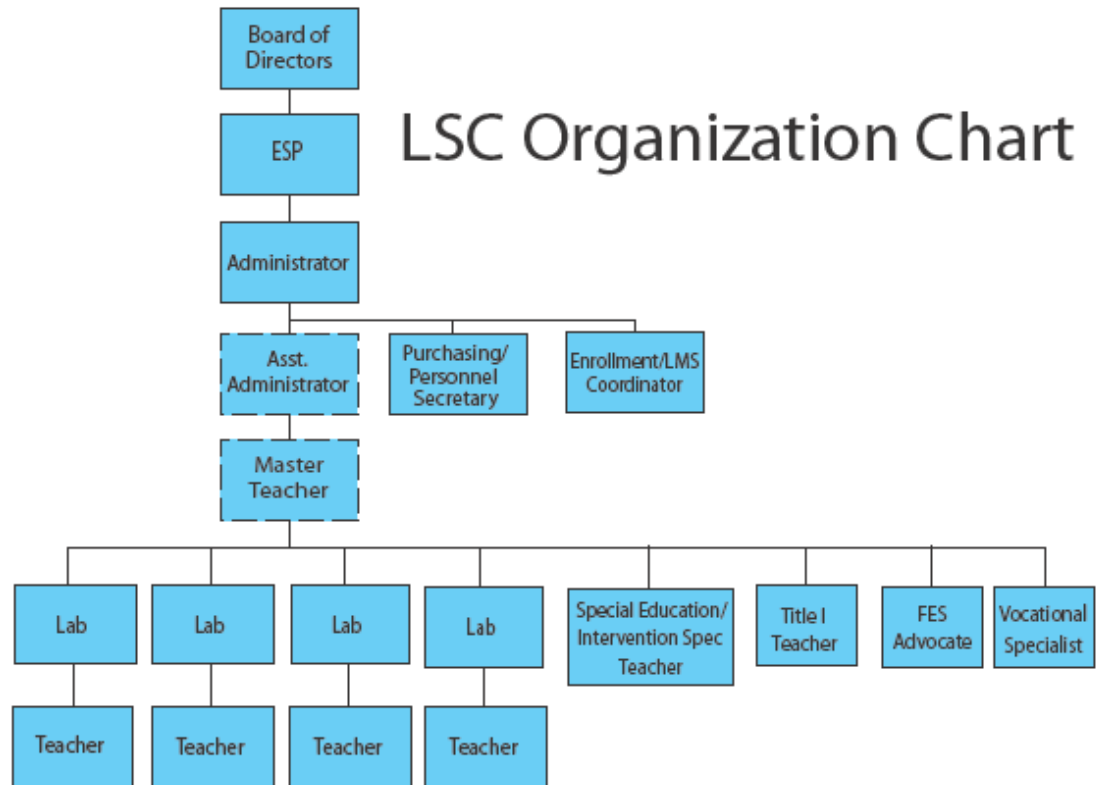 Board of
Directors
ESP
LSC Organization Chart
Administrator
Asst.
Administrator
Purchasing/
Personnel
Secretary
Enrollment/LMS
Coordinator
Master
Teacher
Lab
Lab
Lab
Lab
Special Education/
Intervention Spec
Teacher
Title I
Teacher
FES
Advocate
Vocational
Specialist
Teacher
Teacher
Teacher
Teacher